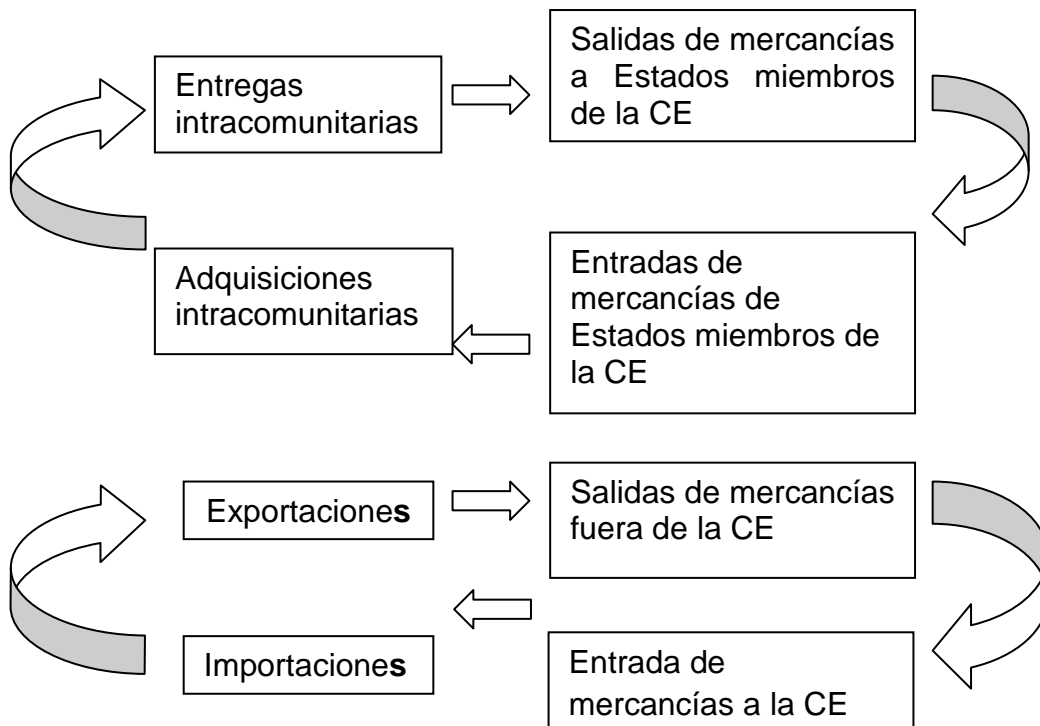 Entregas
intracomunitarias
Salidas de mercancías
a Estados miembros
de la CE
Adquisiciones
intracomunitarias
Entradas de
mercancías de
Estados miembros de
la CE
Exportaciones
Salidas de mercancías
fuera de la CE
Importaciones
Entrada de
mercancías a la CE